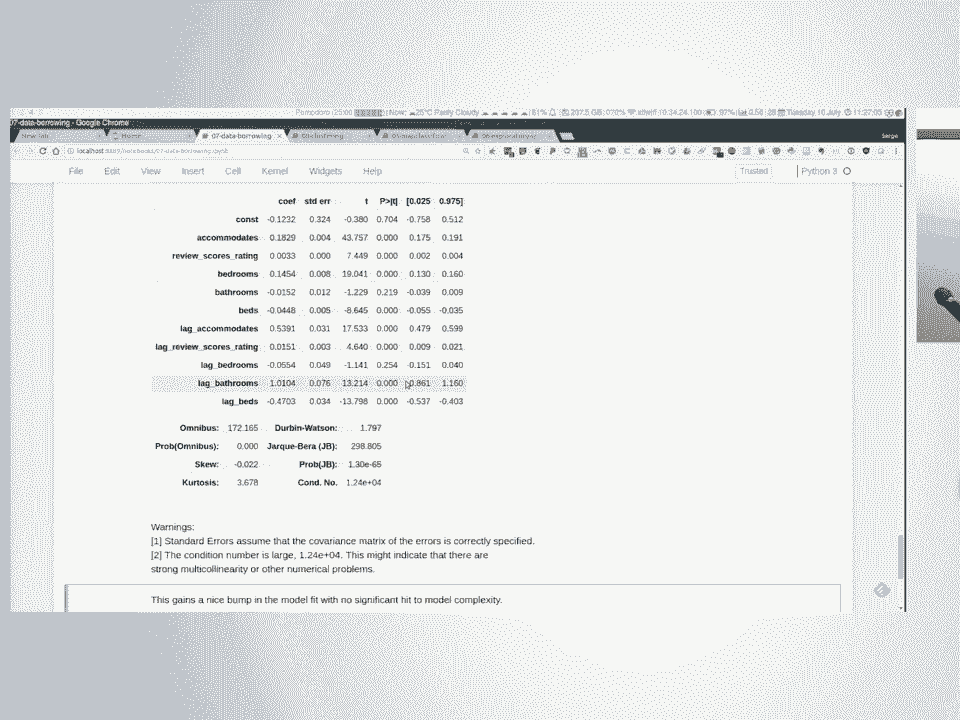 07-data-borrowing - Google Chrome
07-data-borrowing
Serge
File Edit View Insert Cell Kernel Widgets Help Trusted Python 3
coef std err t P>|t| [0.025 0.975]
const -0.1232 0.324 -0.380 0.704 -0.758 0.512
accommodates 0.1829 0.004 43.757 0.000 0.175 0.191
review_scores_rating 0.0033 0.000 7.449 0.000 0.002 0.004
bedrooms 0.1454 0.008 19.041 0.000 0.130 0.160
bathrooms -0.0152 0.012 -1.229 0.219 -0.039 0.009
beds -0.0448 0.005 -8.645 0.000 -0.055 -0.035
lag_accommodates 0.5391 0.031 17.533 0.000 0.479 0.599
lag_review_scores_rating 0.0151 0.003 4.640 0.000 0.009 0.021
lag_bedrooms -0.0554 0.049 -1.141 0.254 -0.151 0.040
lag_bathrooms 1.0104 0.076 13.214 0.000 0.861 1.160
lag_beds -0.4703 0.034 -13.798 0.000 -0.537 -0.403
Omnibus: 172.165 Durbin-Watson: 1.797
Prob(Omnibus): 0.000 Jarque-Bera (JB): 298.805
Skew: -0.022 Prob(JB): 1.30e-65
Kurtosis: 3.678 Cond. No. 1.24e+04
Warnings:
[1] Standard Errors assume that the covariance matrix of the errors is correctly specified.
[2] The condition number is large, 1.24e+04. This might indicate that there are
strong multicollinearity or other numerical problems.
This gains a nice bump in the model fit with no significant hit to model complexity.